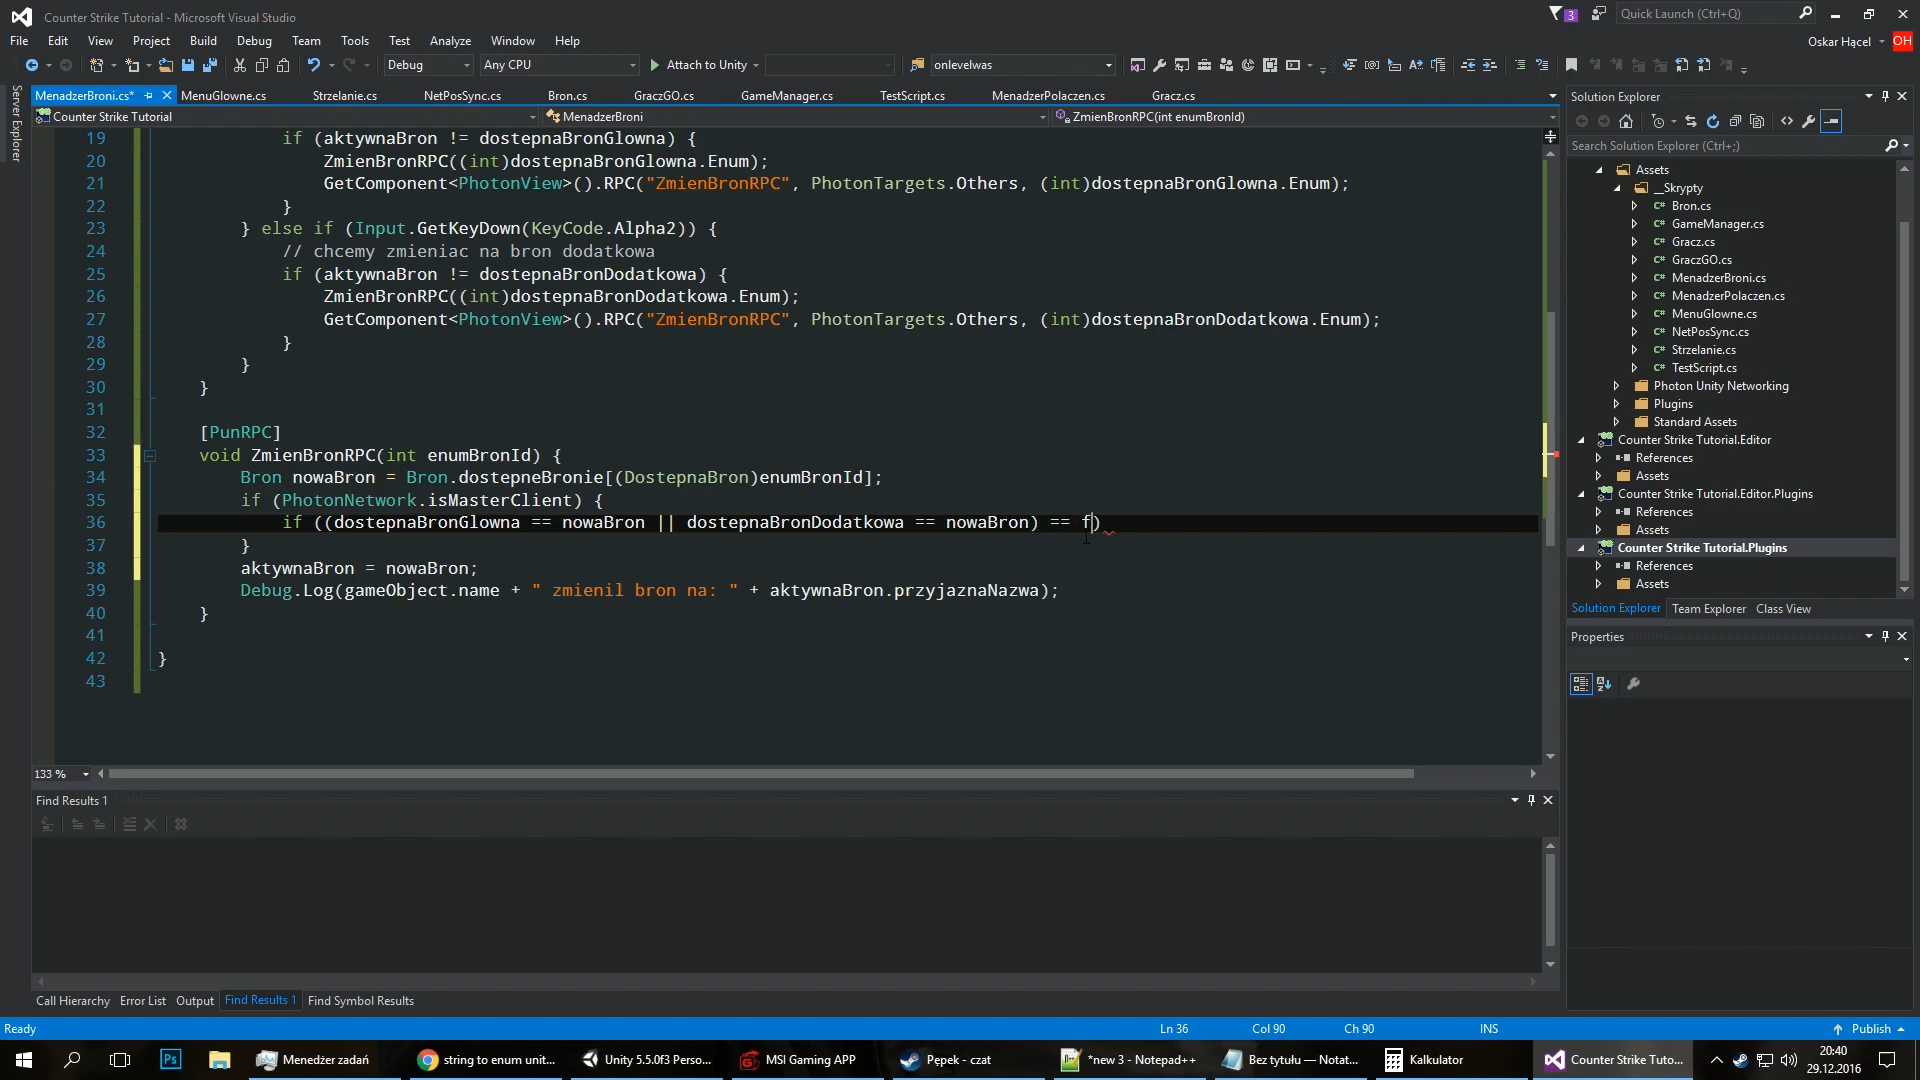 Counter Strike Tutorial - Microsoft Visual Studio
3
Quick Launch (Ctrl+Q)
File Edit View Project Build Debug Team Tools Test Analyze Window Help
Oskar Hącel OH
Debug Any CPU Attach to Unity onlevelwas
Server Explorer
MenadzerBroni.cs* MenuGlowne.cs Strzelanie.cs NetPosSync.cs Bron.cs GraczGO.cs GameManager.cs TestScript.cs MenadzerPolaczen.cs Gracz.cs
Counter Strike Tutorial MenadzerBroni ZmienBronRPC(int enumBronId)
19 if (aktywnaBron != dostepnaBronGlowna) {
20 ZmienBronRPC((int)dostepnaBronGlowna.Enum);
21 GetComponent<PhotonView>().RPC("ZmienBronRPC", PhotonTargets.Others, (int)dostepnaBronGlowna.Enum);
22 }
23 } else if (Input.GetKeyDown(KeyCode.Alpha2)) {
24 // chcemy zmieniac na bron dodatkowa
25 if (aktywnaBron != dostepnaBronDodatkowa) {
26 ZmienBronRPC((int)dostepnaBronDodatkowa.Enum);
27 GetComponent<PhotonView>().RPC("ZmienBronRPC", PhotonTargets.Others, (int)dostepnaBronDodatkowa.Enum);
28 }
29 }
30 }
31
32 [PunRPC]
33 void ZmienBronRPC(int enumBronId) {
34 Bron nowaBron = Bron.dostepneBronie[(DostepnaBron)enumBronId];
35 if (PhotonNetwork.isMasterClient) {
36 if ((dostepnaBronGlowna == nowaBron || dostepnaBronDodatkowa == nowaBron) == f)
37 }
38 aktywnaBron = nowaBron;
39 Debug.Log(gameObject.name + " zmienil bron na: " + aktywnaBron.przyjaznaNazwa);
40 }
41
42 }
43
133 %
Find Results 1
Call Hierarchy Error List Output Find Results 1 Find Symbol Results
Solution Explorer
Search Solution Explorer (Ctrl+;)
Assets
__Skrypty
C# Bron.cs
C# GameManager.cs
C# Gracz.cs
C# GraczGO.cs
C# MenadzerBroni.cs
C# MenadzerPolaczen.cs
C# MenuGlowne.cs
C# NetPosSync.cs
C# Strzelanie.cs
C# TestScript.cs
Photon Unity Networking
Plugins
Standard Assets
Counter Strike Tutorial.Editor
References
Assets
Counter Strike Tutorial.Editor.Plugins
References
Assets
Counter Strike Tutorial.Plugins
References
Assets
Solution Explorer Team Explorer Class View
Properties
Ready Ln 36 Col 90 Ch 90 INS Publish
Ps Menedżer zadań string to enum unit... Unity 5.5.0f3 Perso... MSI Gaming APP Pępek - czat *new 3 - Notepad++ Bez tytułu — Notat... Kalkulator Counter Strike Tuto...
20:40
29.12.2016